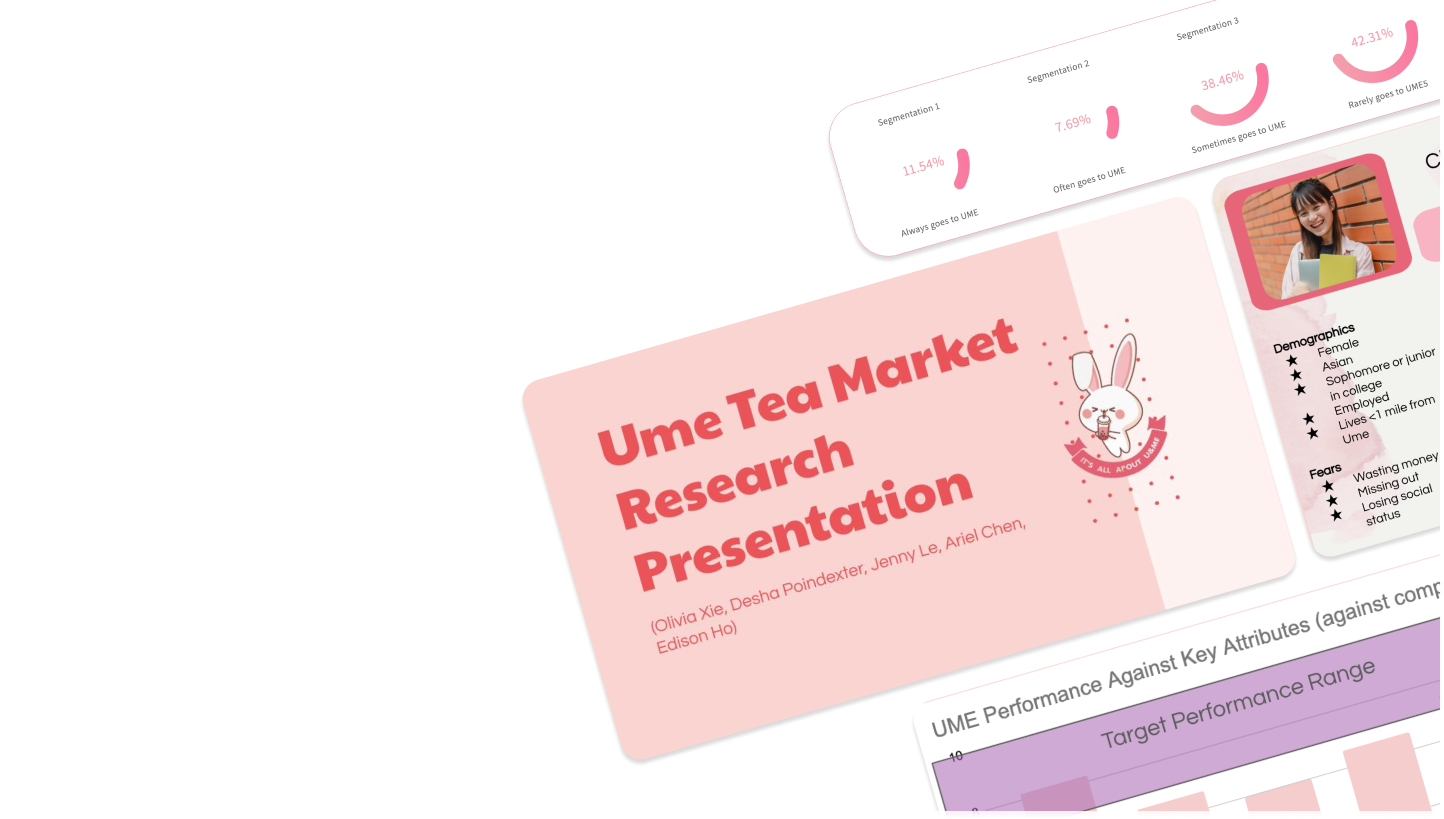 Segmentation 1
11.54%
Always goes to UME
Segmentation 2
7.69%
Often goes to UME
Segmentation 3
38.46%
Sometimes goes to UME
42.31%
Rarely goes to UMES
Ume Tea Market
Research
Presentation
(Olivia Xie, Desha Poindexter, Jenny Le, Ariel Chen,
Edison Ho)
IT'S ALL ABOUT U&ME
Demographics
★ Female
★ Asian
★ Sophomore or junior
in college
★ Employed
★ Lives <1 mile from
Ume
Fears
★ Wasting money
★ Missing out
★ Losing social
status
UME Performance Against Key Attributes (against comp
Target Performance Range
10